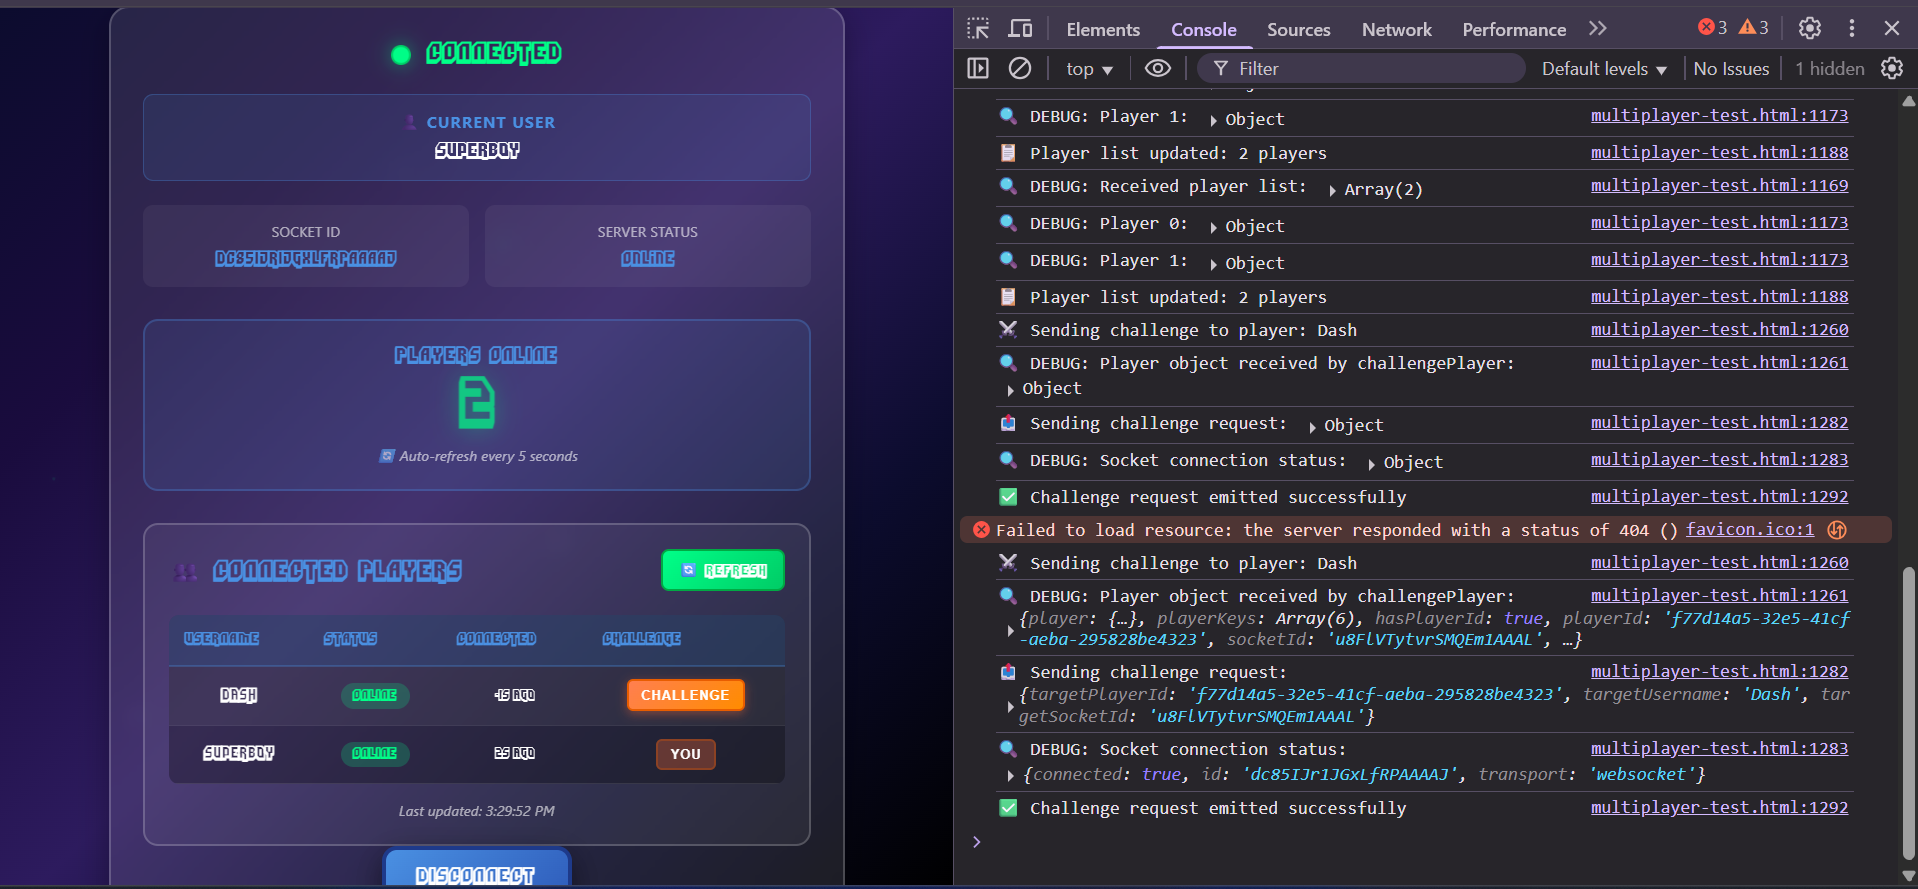 CONNECTED
CURRENT USER
SUPERBOY
SOCKET ID
DC85IJR1JGXLFRPAAAAJ
SERVER STATUS
ONLINE
PLAYERS ONLINE
2
Auto-refresh every 5 seconds
CONNECTED PLAYERS
REFRESH
USERNAME STATUS CONNECTED CHALLENGE
DASH ONLINE -1S AGO CHALLENGE
SUPERBOY ONLINE 2S AGO YOU
Last updated: 3:29:52 PM
DISCONNECT
Elements Console Sources Network Performance 3 3
top Filter Default levels No Issues 1 hidden
DEBUG: Player 1: Object multiplayer-test.html:1173
Player list updated: 2 players multiplayer-test.html:1188
DEBUG: Received player list: Array(2) multiplayer-test.html:1169
DEBUG: Player 0: Object multiplayer-test.html:1173
DEBUG: Player 1: Object multiplayer-test.html:1173
Player list updated: 2 players multiplayer-test.html:1188
Sending challenge to player: Dash multiplayer-test.html:1260
DEBUG: Player object received by challengePlayer: multiplayer-test.html:1261
Object
Sending challenge request: Object multiplayer-test.html:1282
DEBUG: Socket connection status: Object multiplayer-test.html:1283
Challenge request emitted successfully multiplayer-test.html:1292
Failed to load resource: the server responded with a status of 404 () favicon.ico:1
Sending challenge to player: Dash multiplayer-test.html:1260
DEBUG: Player object received by challengePlayer: multiplayer-test.html:1261
{player: {…}, playerKeys: Array(6), hasPlayerId: true, playerId: 'f77d14a5-32e5-41cf
-aeba-295828be4323', socketId: 'u8FlVTytvrSMQEm1AAAL', …}
Sending challenge request: multiplayer-test.html:1282
{targetPlayerId: 'f77d14a5-32e5-41cf-aeba-295828be4323', targetUsername: 'Dash', tar
getSocketId: 'u8FlVTytvrSMQEm1AAAL'}
DEBUG: Socket connection status: multiplayer-test.html:1283
{connected: true, id: 'dc85IJr1JGxLfRPAAAAJ', transport: 'websocket'}
Challenge request emitted successfully multiplayer-test.html:1292